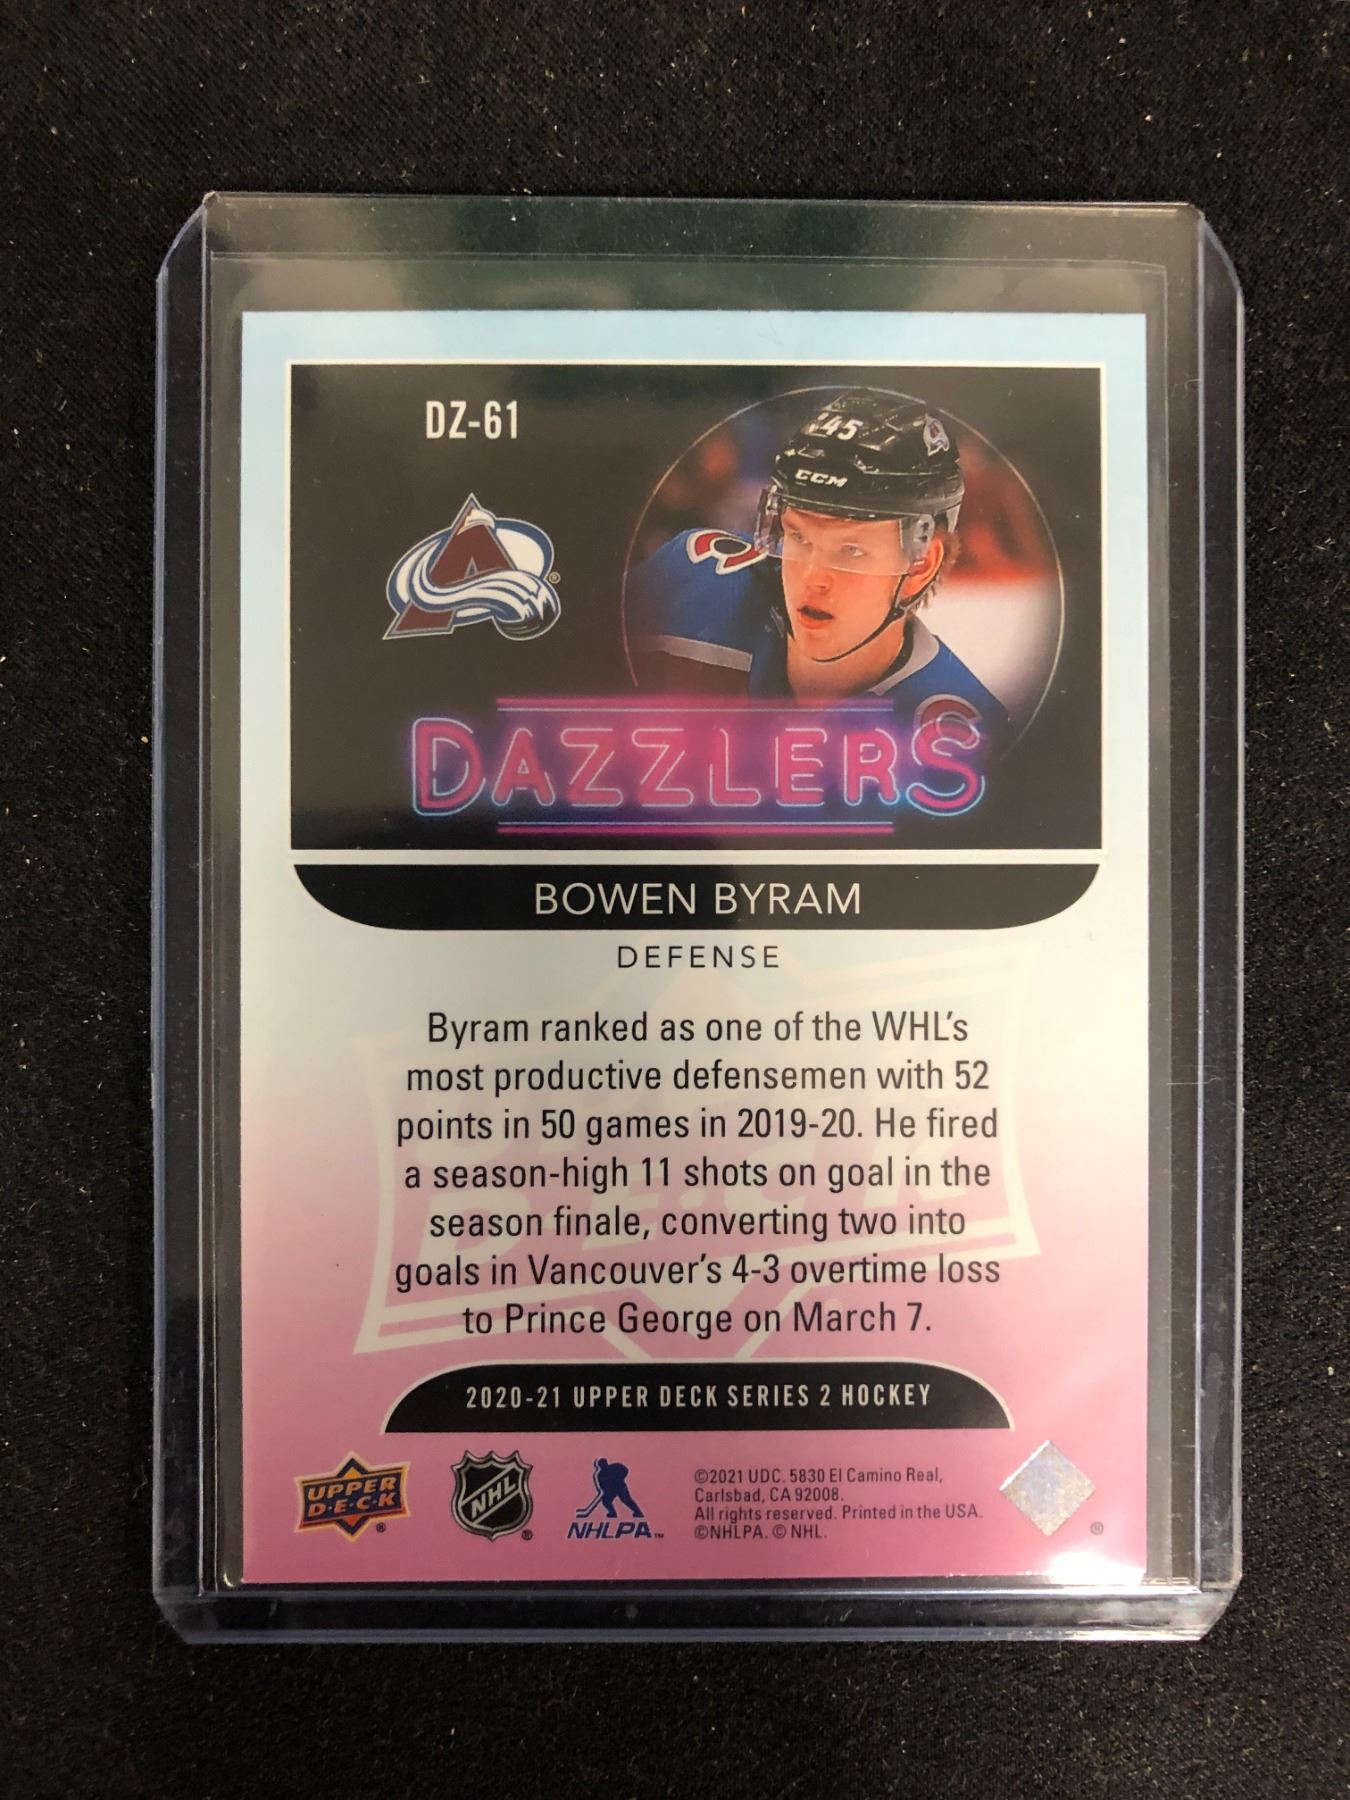 DZ-61
45
CCM
DAZZLERS
BOWEN BYRAM
DEFENSE
Byram ranked as one of the WHL's
most productive defensemen with 52
points in 50 games in 2019-20. He fired
a season-high 11 shots on goal in the
season finale, converting two into
goals in Vancouver's 4-3 overtime loss
to Prince George on March 7.
2020-21 UPPER DECK SERIES 2 HOCKEY
UPPER
D·E·C·K
®
NHL
®
NHLPA™
©2021 UDC. 5830 El Camino Real,
Carlsbad, CA 92008.
All rights reserved. Printed in the USA.
©NHLPA. © NHL.
®